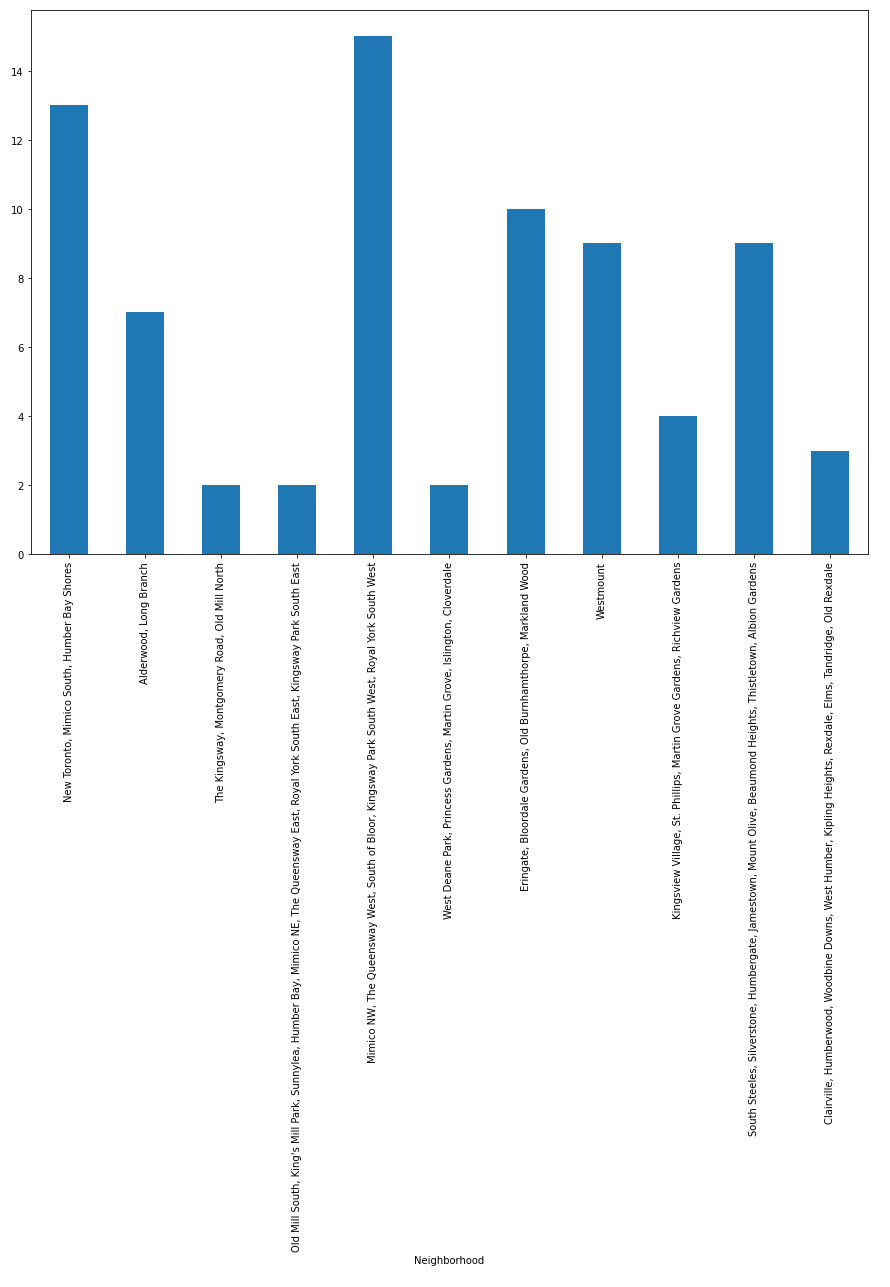 14
12
10
8
6
4
2
0
New Toronto, Mimico South, Humber Bay Shores
Alderwood, Long Branch
The Kingsway, Montgomery Road, Old Mill North
Old Mill South, King's Mill Park, Sunnylea, Humber Bay, Mimico NE, The Queensway East, Royal York South East, Kingsway Park South East
Mimico NW, The Queensway West, South of Bloor, Kingsway Park South West, Royal York South West
West Deane Park, Princess Gardens, Martin Grove, Islington, Cloverdale
Eringate, Bloordale Gardens, Old Burnhamthorpe, Markland Wood
Westmount
Kingsview Village, St. Phillips, Martin Grove Gardens, Richview Gardens
South Steeles, Silverstone, Humbergate, Jamestown, Mount Olive, Beaumond Heights, Thistletown, Albion Gardens
Clairville, Humberwood, Woodbine Downs, West Humber, Kipling Heights, Rexdale, Elms, Tandridge, Old Rexdale
Neighborhood